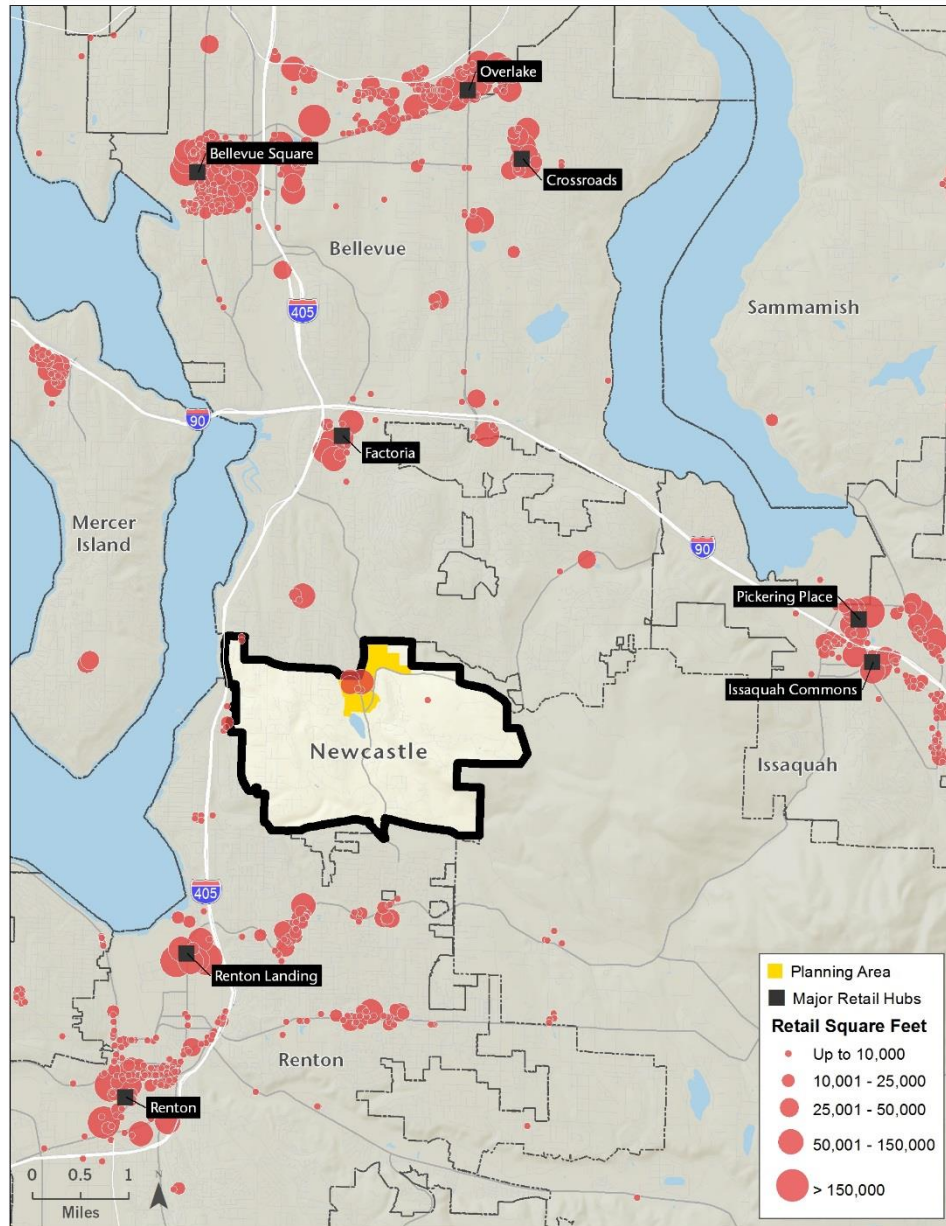 Overlake
Bellevue Square
Crossroads
Bellevue
405
Sammamish
90
Factoria
Mercer
Island
90
Pickering Place
Issaquah Commons
Newcastle
Issaquah
405
Renton Landing
Renton
Renton
Planning Area
Major Retail Hubs
Retail Square Feet
Up to 10,000
10,001 - 25,000
25,001 - 50,000
50,001 - 150,000
> 150,000
0 0.5 1
Miles
N